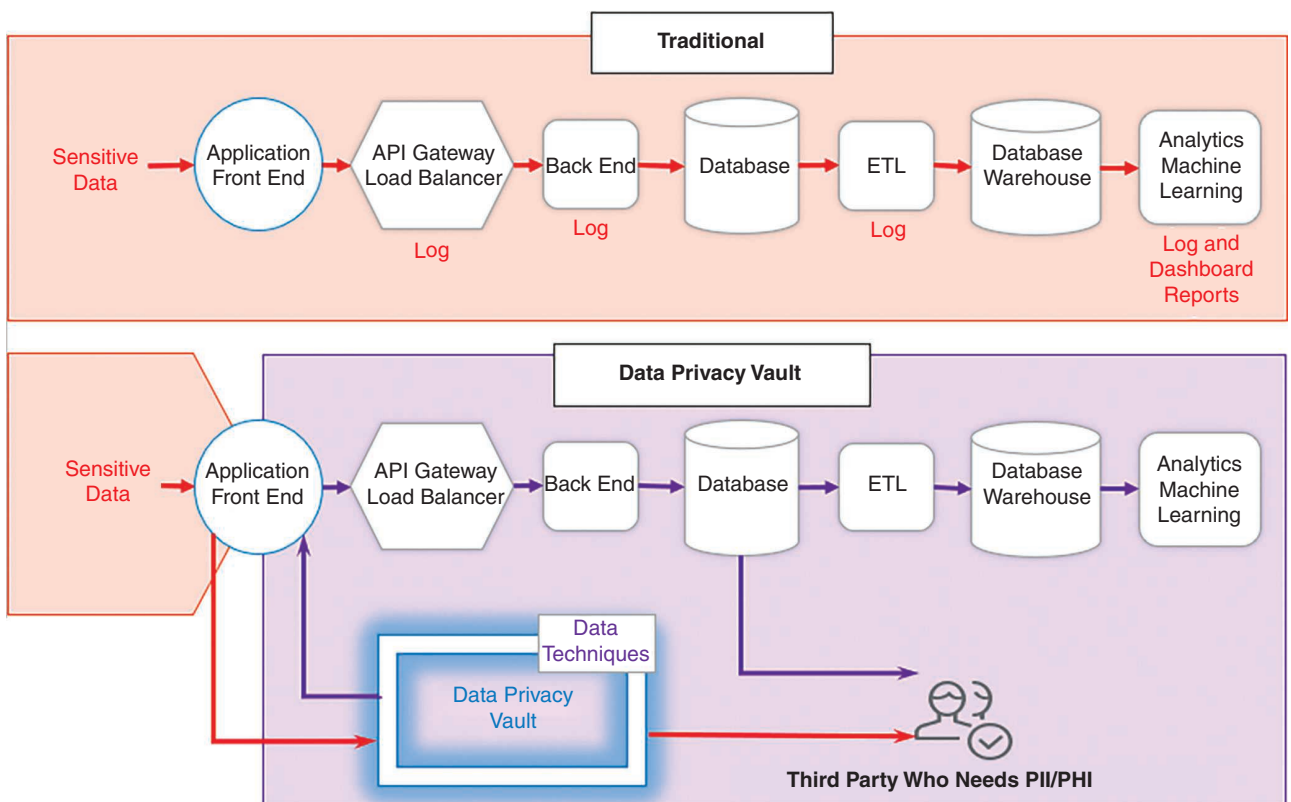 Traditional
Sensitive
Data
Application
Front End
API Gateway
Load Balancer
Log
Back End
Log
Database
ETL
Log
Database
Warehouse
Analytics
Machine
Learning
Log and
Dashboard
Reports
Data Privacy Vault
Sensitive
Data
Application
Front End
API Gateway
Load Balancer
Back End
Database
ETL
Database
Warehouse
Analytics
Machine
Learning
Data
Techniques
Data Privacy
Vault
Third Party Who Needs PII/PHI